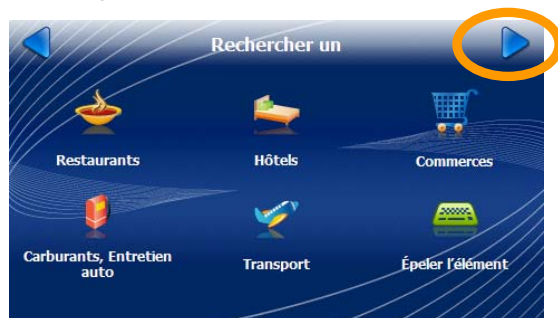 Rechercher un
Restaurants
Hôtels
Commerces
Carburants, Entretien
auto
Transport
Épeler l'élément